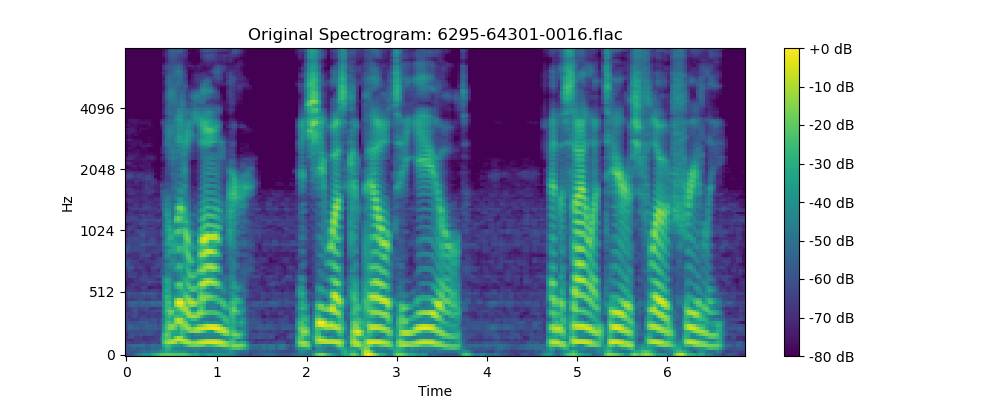 Original Spectrogram: 6295-64301-0016.flac
Hz
4096
2048
1024
512
0
0 1 2 3 4 5 6
Time
+0 dB
-10 dB
-20 dB
-30 dB
-40 dB
-50 dB
-60 dB
-70 dB
-80 dB